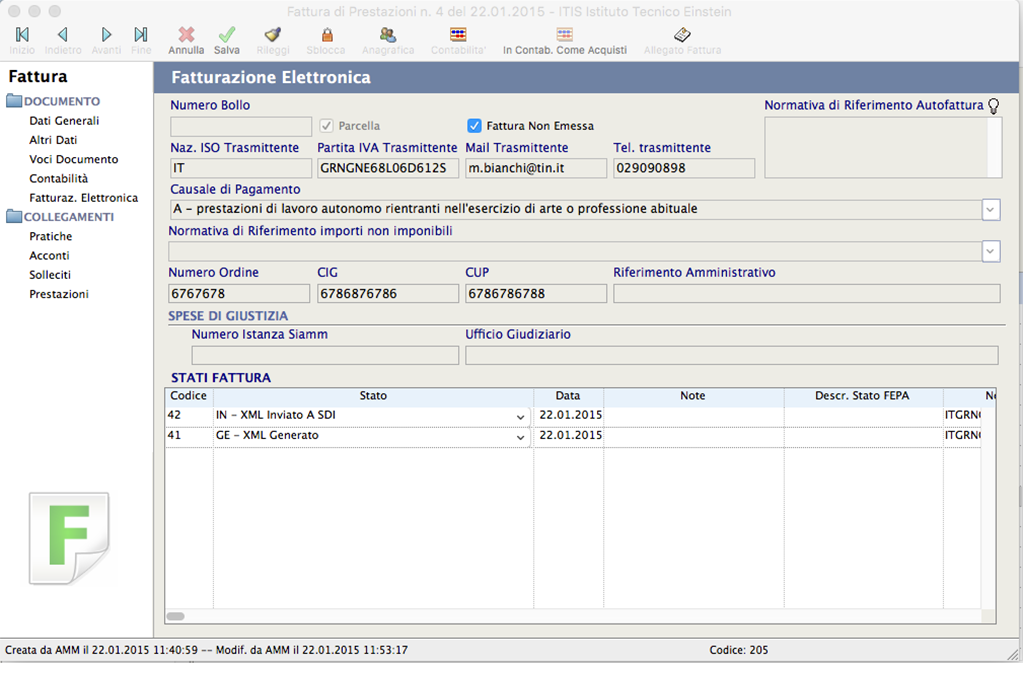 Fattura di Prestazioni n. 4 del 22.01.2015 - ITIS Istituto Tecnico Einstein
Inizio Indietro Avanti Fine Annulla Salva Rileggi Sblocca Anagrafica Contabilita' In Contab. Come Acquisti Allegato Fattura
Fattura
DOCUMENTO
Dati Generali
Altri Dati
Voci Documento
Contabilità
Fatturaz. Elettronica
COLLEGAMENTI
Pratiche
Acconti
Solleciti
Prestazioni
F
Fatturazione Elettronica
Numero Bollo Normativa di Riferimento Autofattura
Parcella Fattura Non Emessa
Naz. ISO Trasmittente Partita IVA Trasmittente Mail Trasmittente Tel. trasmittente
IT GRNGNE68L06D612S m.bianchi@tin.it 029090898
Causale di Pagamento
A - prestazioni di lavoro autonomo rientranti nell'esercizio di arte o professione abituale
Normativa di Riferimento importi non imponibili
Numero Ordine CIG CUP Riferimento Amministrativo
6767678 6786876786 6786786788
SPESE DI GIUSTIZIA
Numero Istanza Siamm Ufficio Giudiziario
STATI FATTURA
Codice Stato Data Note Descr. Stato FEPA
42 IN - XML Inviato A SDI 22.01.2015
41 GE - XML Generato 22.01.2015
Creata da AMM il 22.01.2015 11:40:59 -- Modif. da AMM il 22.01.2015 11:53:17 Codice: 205